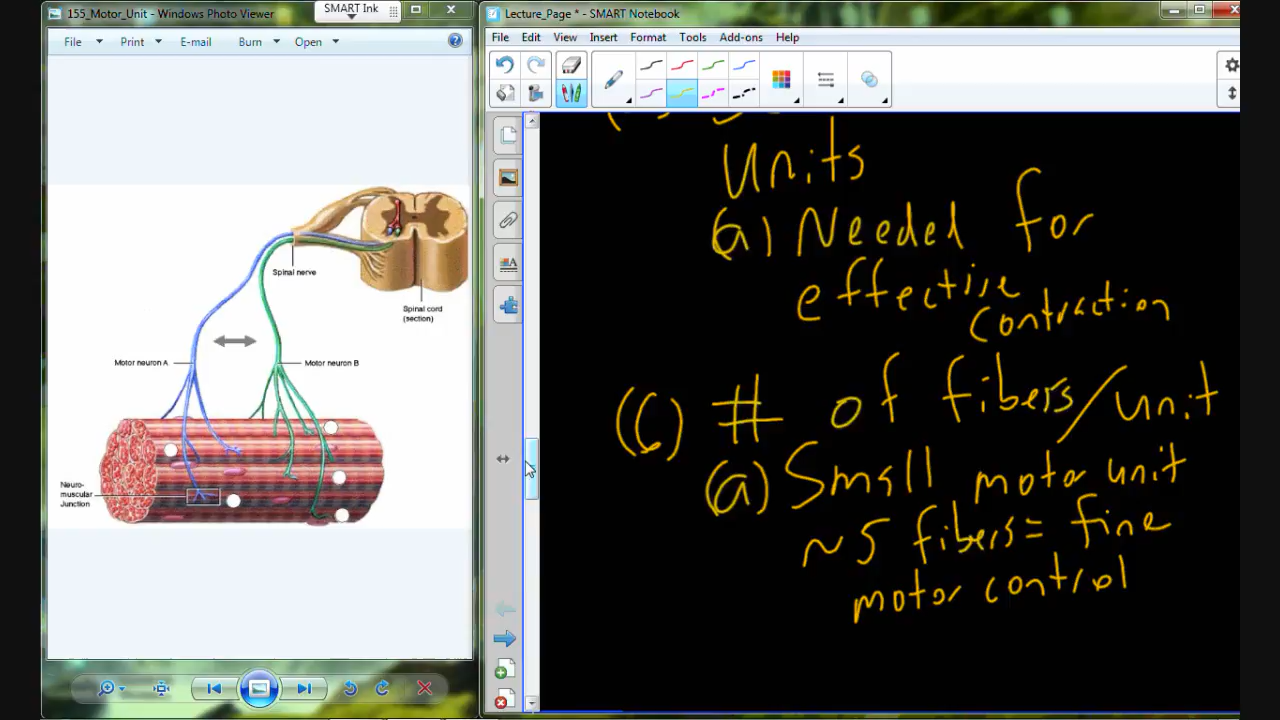 155_Motor_Unit - Windows Photo Viewer
SMART Ink
File Print E-mail Burn Open
Spinal nerve
Spinal cord
(section)
Motor neuron A
Motor neuron B
Neuro-
muscular
Junction
Lecture_Page * - SMART Notebook
File Edit View Insert Format Tools Add-ons Help
Units
(a) Needed for
effective
contraction
(6) # of fibers/unit
(a) Small motor unit
~5 fibers = fine
motor control